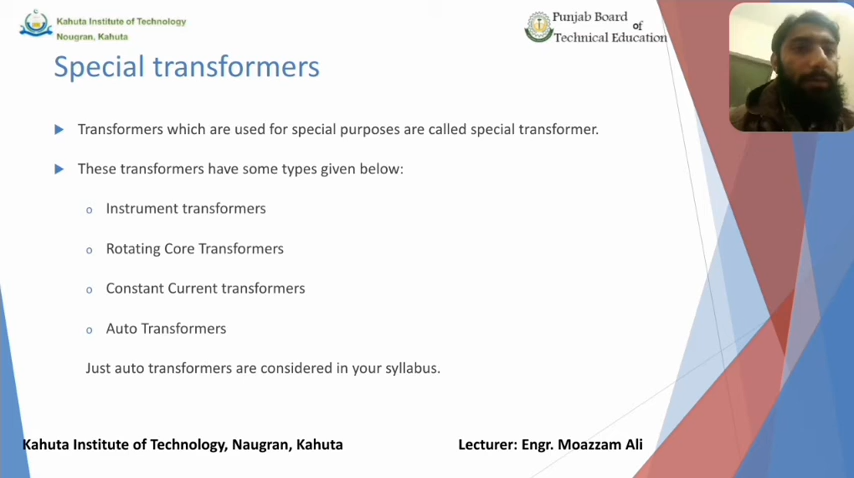 Kahuta Institute of Technology
Nougran, Kahuta
Punjab Board of
Technical Education
Special transformers
Transformers which are used for special purposes are called special transformer.
These transformers have some types given below:
Instrument transformers
Rotating Core Transformers
Constant Current transformers
Auto Transformers
Just auto transformers are considered in your syllabus.
Kahuta Institute of Technology, Naugran, Kahuta
Lecturer: Engr. Moazzam Ali